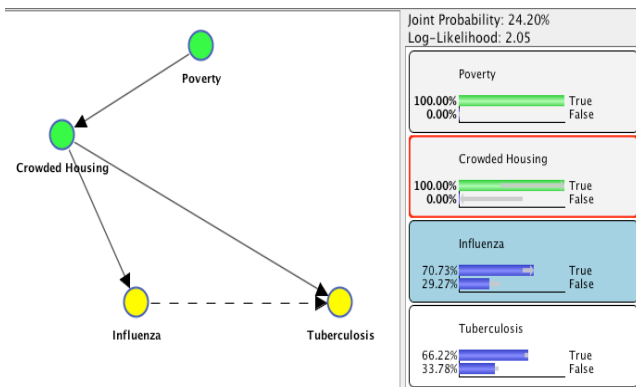 Poverty
Crowded Housing
Influenza
Tuberculosis
Joint Probability: 24.20%
Log-Likelihood: 2.05
Poverty
100.00% True
0.00% False
Crowded Housing
100.00% True
0.00% False
Influenza
70.73% True
29.27% False
Tuberculosis
66.22% True
33.78% False